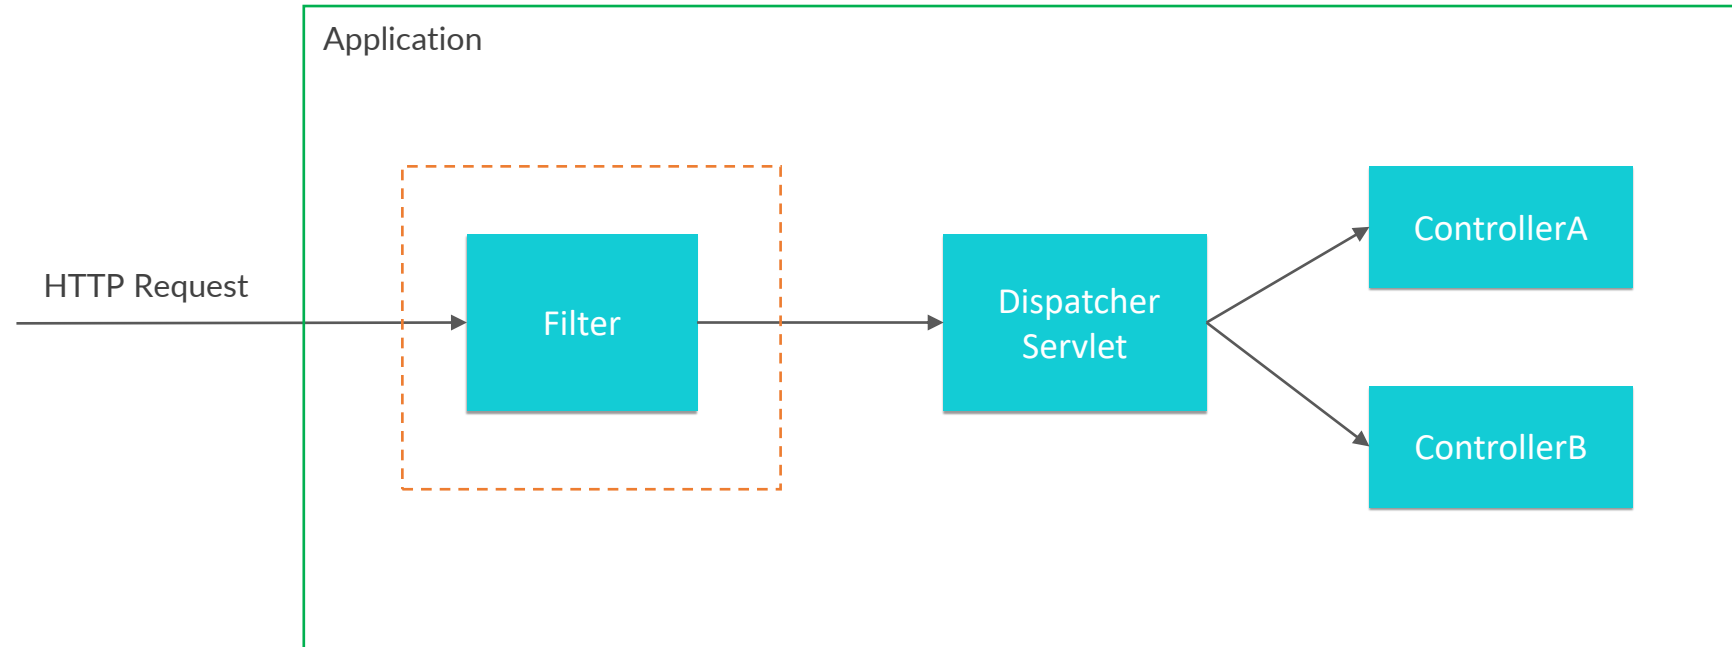 Application
HTTP Request
Filter
Dispatcher
Servlet
ControllerA
ControllerB